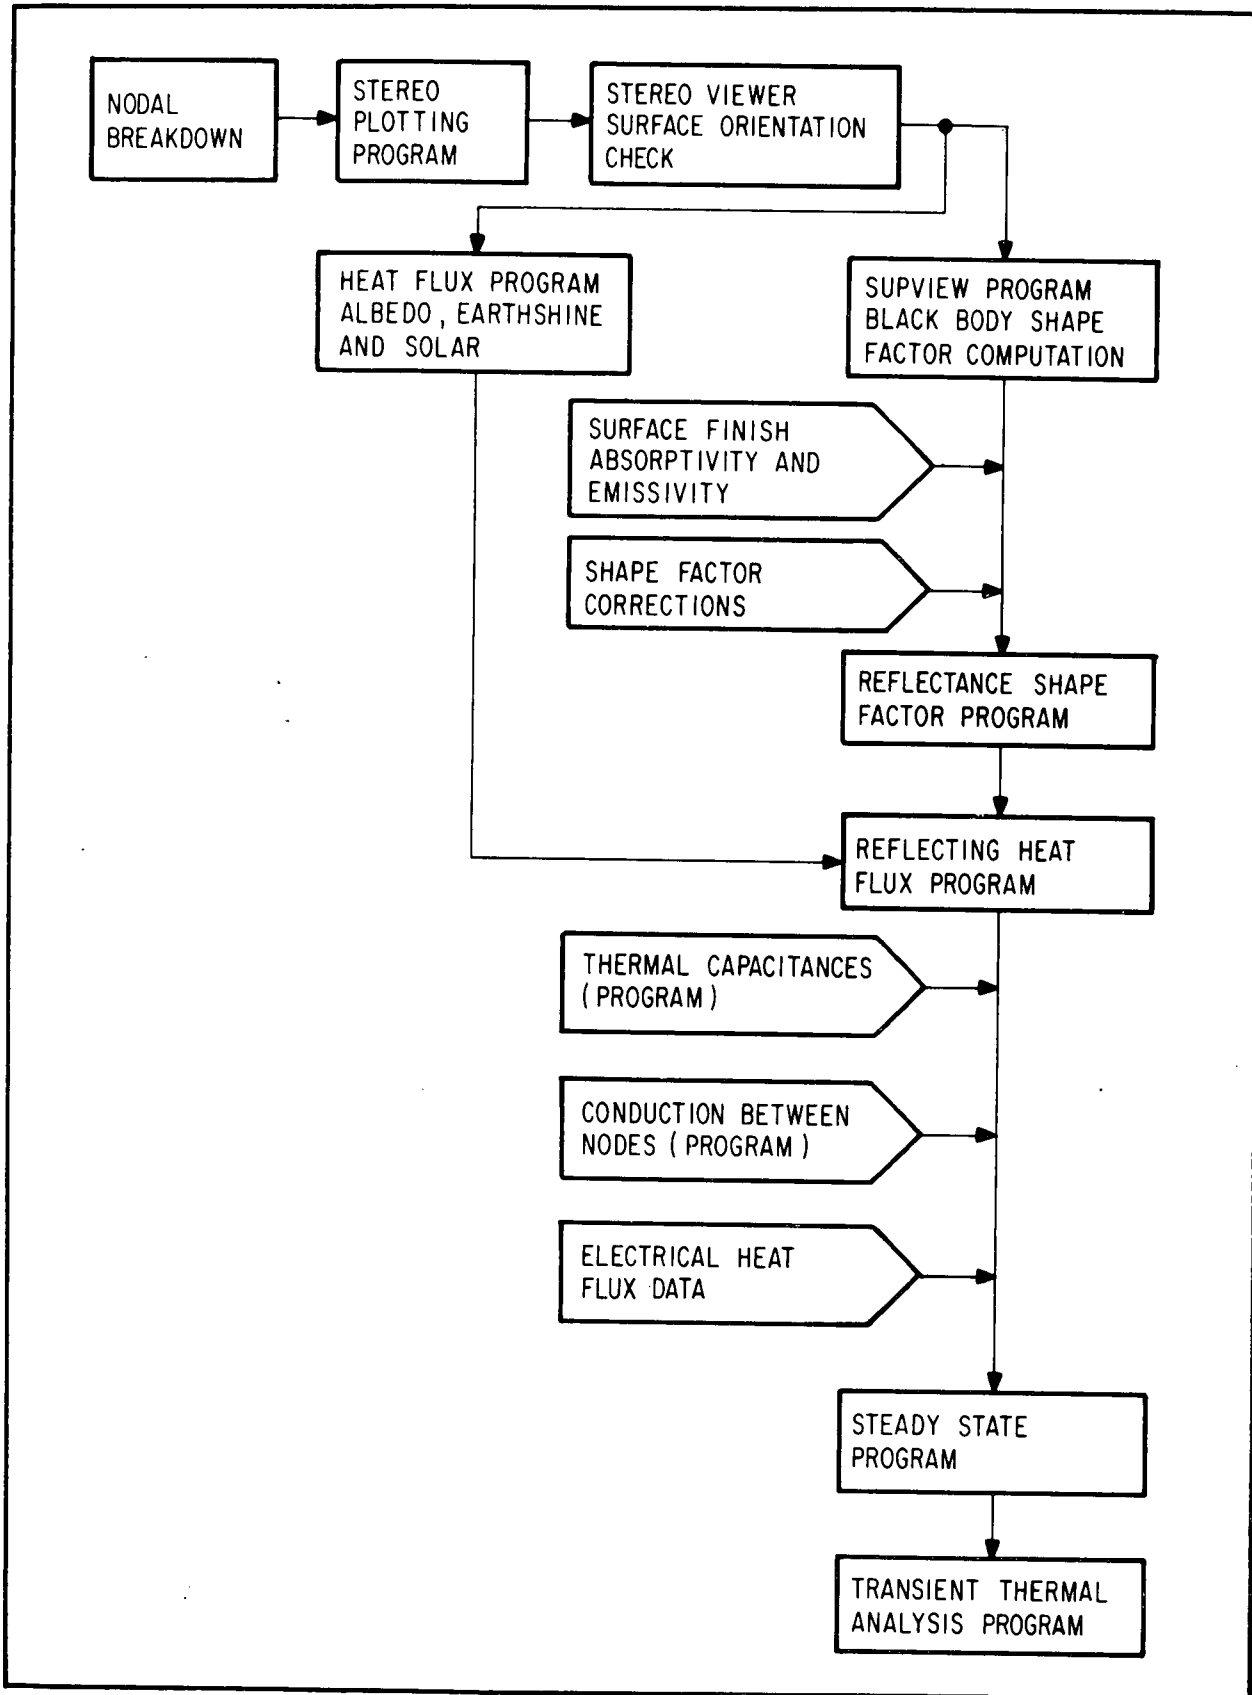 NODAL
BREAKDOWN
STEREO
PLOTTING
PROGRAM
STEREO VIEWER
SURFACE ORIENTATION
CHECK
HEAT FLUX PROGRAM
ALBEDO, EARTHSHINE
AND SOLAR
SUPVIEW PROGRAM
BLACK BODY SHAPE
FACTOR COMPUTATION
SURFACE FINISH
ABSORPTIVITY AND
EMISSIVITY
SHAPE FACTOR
CORRECTIONS
REFLECTANCE SHAPE
FACTOR PROGRAM
REFLECTING HEAT
FLUX PROGRAM
THERMAL CAPACITANCES
(PROGRAM)
CONDUCTION BETWEEN
NODES (PROGRAM)
ELECTRICAL HEAT
FLUX DATA
STEADY STATE
PROGRAM
TRANSIENT THERMAL
ANALYSIS PROGRAM